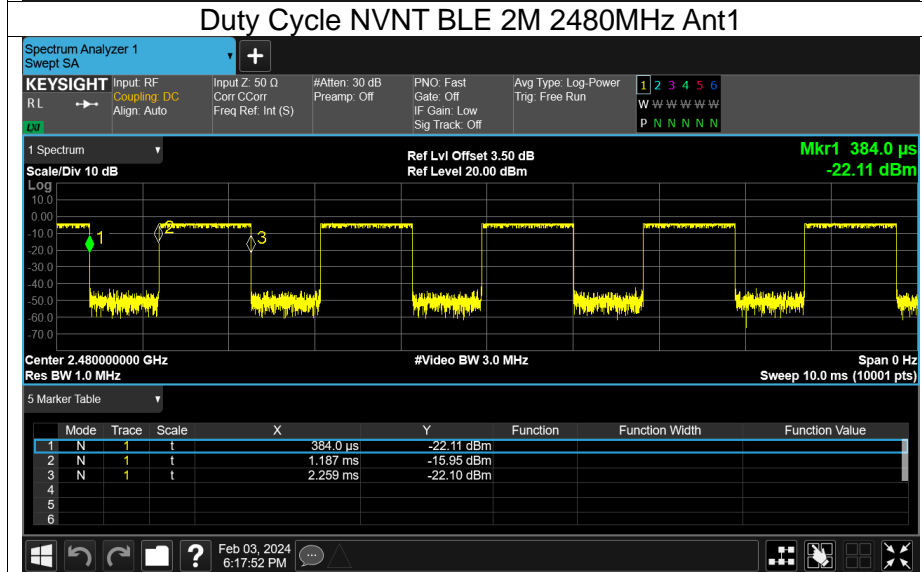 Duty Cycle NVNT BLE 2M 2480MHz Ant1
Spectrum Analyzer 1
Swept SA
+
KEYSIGHT Input: RF Input Z: 50 Ω #Atten: 30 dB PNO: Fast Avg Type: Log-Power 1 2 3 4 5 6
RL Coupling: DC Corr CCorr Preamp: Off Gate: Off Trig: Free Run W W W W W W
Align: Auto Freq Ref: Int (S) IF Gain: Low
LXI Sig Track: Off P N N N N N
1 Spectrum Ref Lvl Offset 3.50 dB Mkr1 384.0 µs
Scale/Div 10 dB Ref Level 20.00 dBm -22.11 dBm
Log
10.0
0.00
-10.0
-20.0
-30.0
-40.0
-50.0
-60.0
-70.0
1 2 3
Center 2.480000000 GHz #Video BW 3.0 MHz Span 0 Hz
Res BW 1.0 MHz Sweep 10.0 ms (10001 pts)
5 Marker Table
Mode Trace Scale X Y Function Function Width Function Value
1 N 1 t 384.0 µs -22.11 dBm
2 N 1 t 1.187 ms -15.95 dBm
3 N 1 t 2.259 ms -22.10 dBm
4
5
6
? Feb 03, 2024
6:17:52 PM